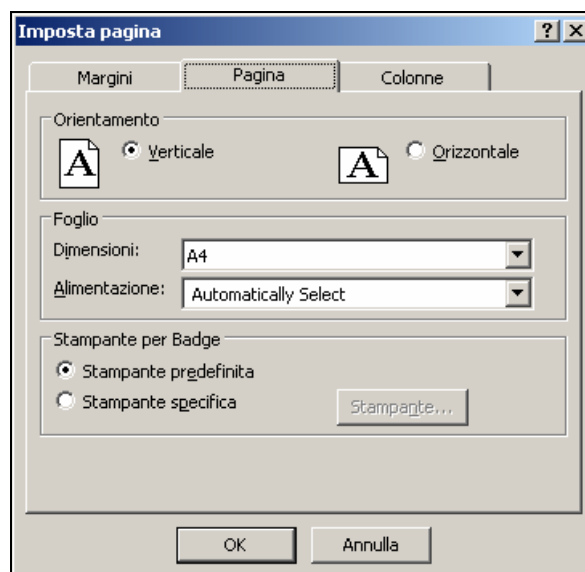 Imposta pagina
Margini Pagina Colonne
Orientamento
A Verticale A Orizzontale
Foglio
Dimensioni: A4
Alimentazione: Automatically Select
Stampante per Badge
Stampante predefinita
Stampante specifica Stampante...
OK Annulla